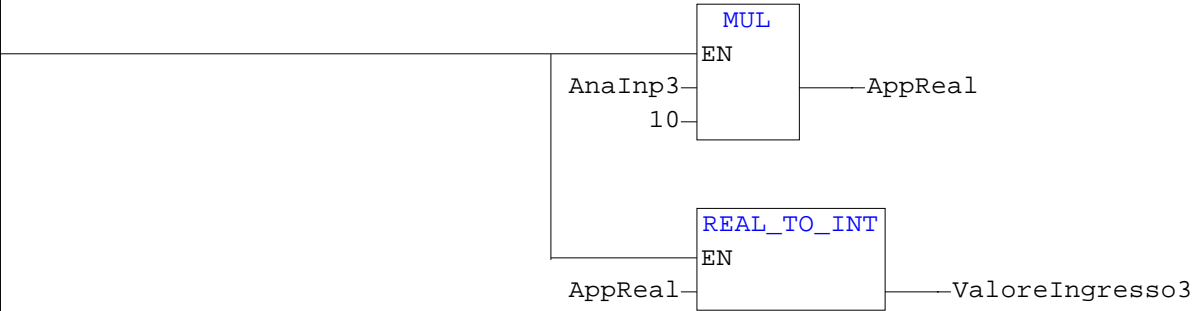 MUL
EN
AnaInp3 AppReal
10
REAL_TO_INT
EN
AppReal ValoreIngresso3